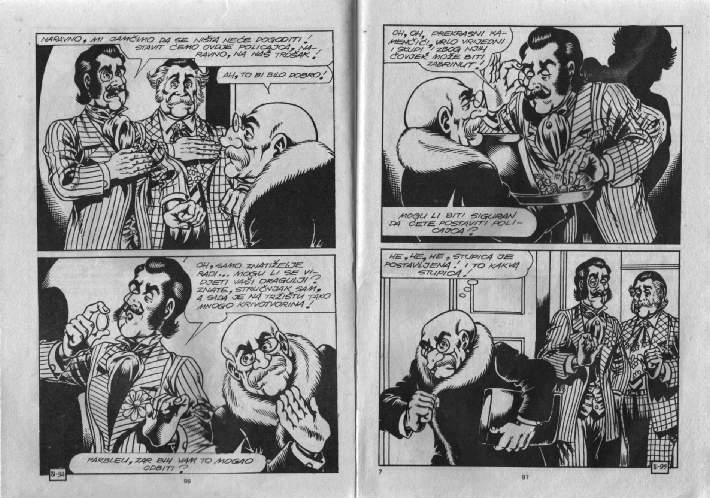 NARAVNO, MI JAMČIMO DA SE NIŠTA NEĆE DOGODITI!
STAVIT ĆEMO OVDJE POLICAJCA, NA-
RAVNO, NA NAŠ TROŠAK!
AH, TO BI BILO DOBRO!
OH, SAMO ZNATIŽELJE
RADI... MOGU LI SE VI-
DJETI VAŠI DRAGULJI?
ZNATE, STRUČNJAK SAM,
A SADA JE NA TRŽIŠTU TAKO
MNOGO KRIVOTVORINA!
PARBLEU, ZAR BIH VAM TO MOGAO
ODBITI?
96
OH, OH, PREKRASNI KA-
MENČIĆI, VRLO VRIJEDNI
I SKUPI, ZBOG NJIH
ČOVJEK MOŽE BITI
ZABRINUT!
MOGU LI BITI SIGURAN
DA ĆETE POSTAVITI POLI-
CAJCA?
HE, HE, HE, STUPICA JE
POSTAVLJENA! I TO KAKVA
STUPICA!
7
97